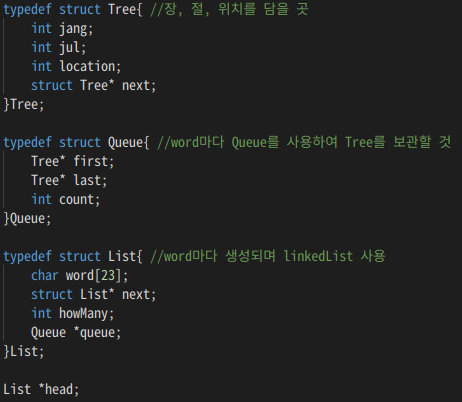 typedef struct Tree{ //장, 절, 위치를 담을 곳
    int jang;
    int jul;
    int location;
    struct Tree* next;
}Tree;

typedef struct Queue{ //word마다 Queue를 사용하여 Tree를 보관할 것
    Tree* first;
    Tree* last;
    int count;
}Queue;

typedef struct List{ //word마다 생성되며 linkedList 사용
    char word[23];
    struct List* next;
    int howMany;
    Queue *queue;
}List;

List *head;